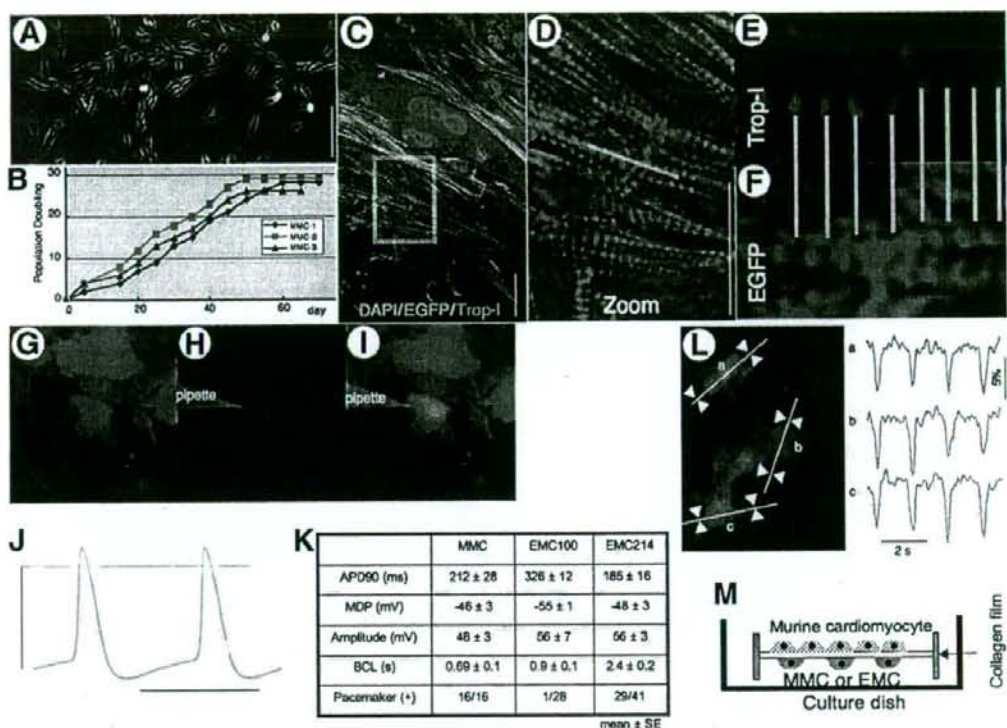 A
C
D
E
Trop-I
B
Population Doubling
30
20
10
0
0
20
40
60
day
MMC-1
MMC-2
MMC-3
DAPI/EGFP/Trop-I
Zoom
F
EGFP
G
H
pipette
I
pipette
L
a
b
c
a
b
c
5%
2 s
J
K
MMC EMC100 EMC214
APD90 (ms) 212 ± 28 326 ± 12 185 ± 16
MDP (mV) -46 ± 3 -55 ± 1 -48 ± 3
Amplitude (mV) 48 ± 3 56 ± 7 56 ± 3
BCL (s) 0.69 ± 0.1 0.9 ± 0.1 2.4 ± 0.2
Pacemaker (+) 16/16 1/28 29/41
mean ± SE
M
Murine cardiomyocyte
MMC or EMC
Culture dish
Collagen film